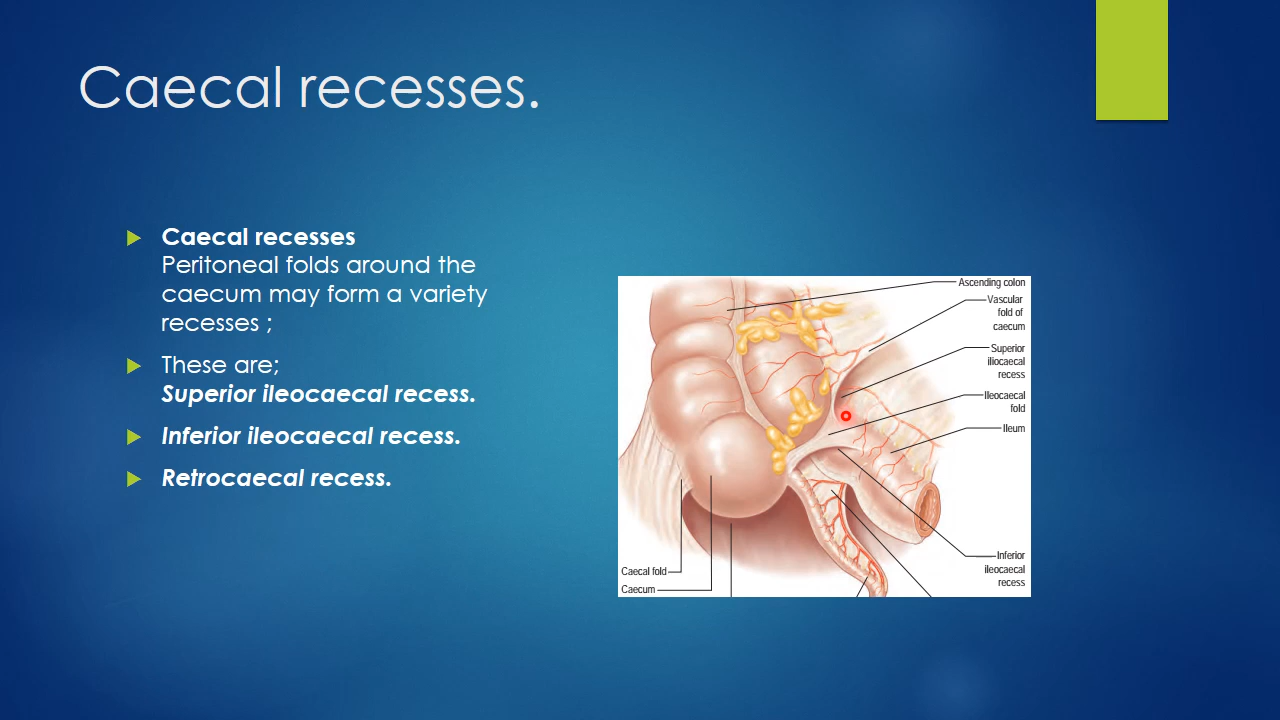 Caecal recesses.
Caecal recesses
Peritoneal folds around the
caecum may form a variety
recesses ;
These are;
Superior ileocaecal recess.
Inferior ileocaecal recess.
Retrocaecal recess.
Ascending colon
Vascular
fold of
caecum
Superior
iliocaecal
recess
Ileocaecal
fold
Ileum
Inferior
ileocaecal
recess
Caecal fold
Caecum